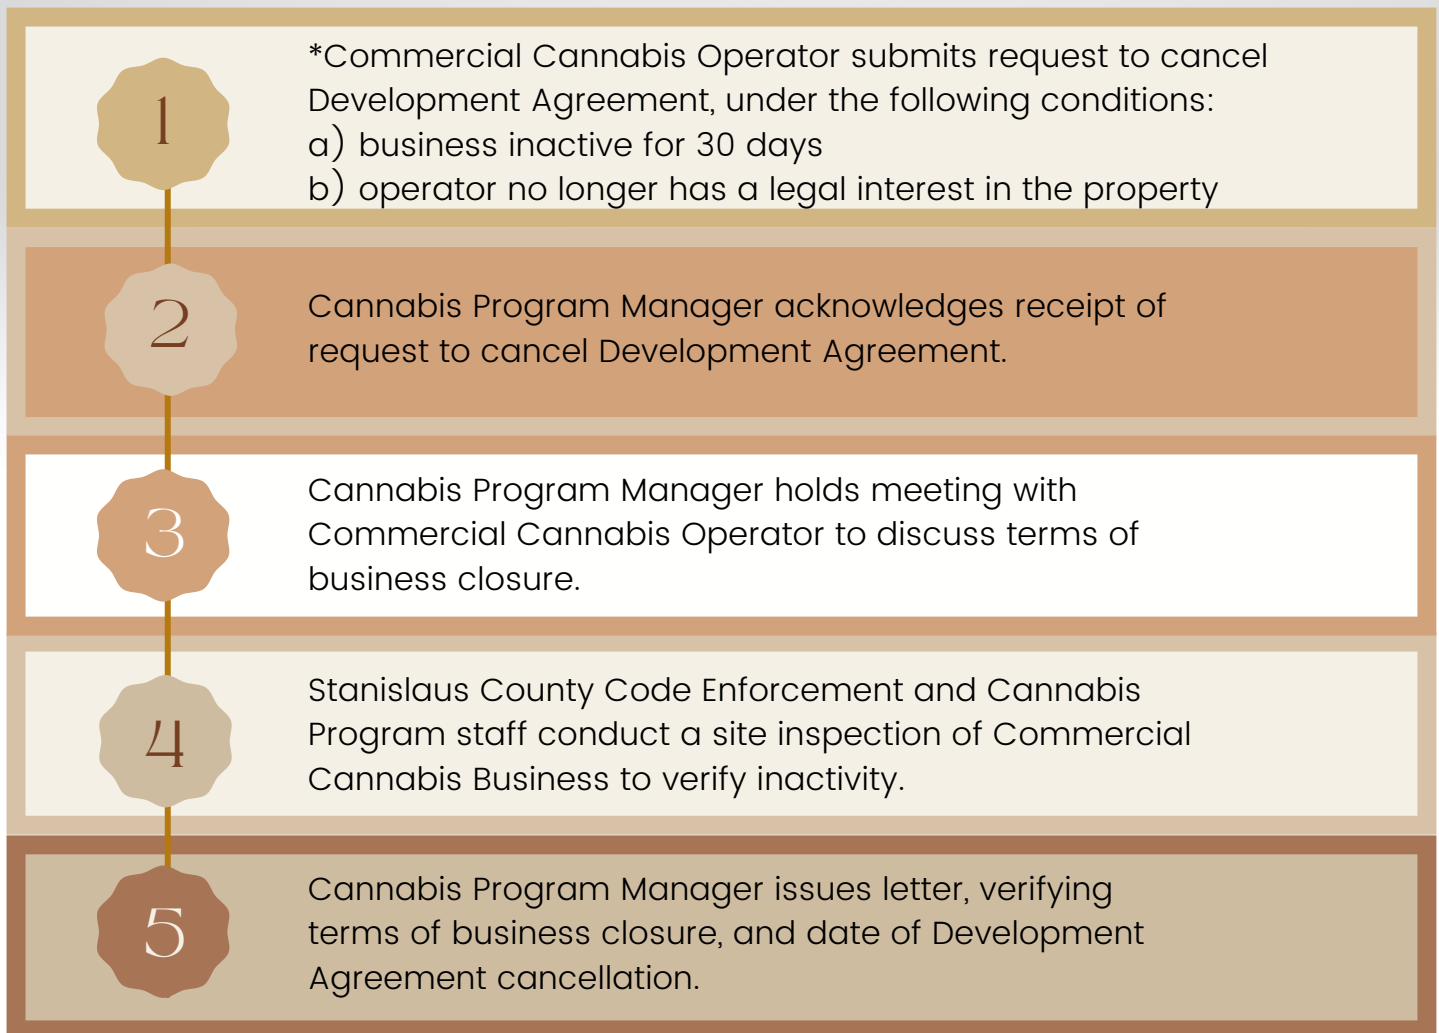 1
*Commercial Cannabis Operator submits request to cancel
Development Agreement, under the following conditions:
a) business inactive for 30 days
b) operator no longer has a legal interest in the property
2
Cannabis Program Manager acknowledges receipt of
request to cancel Development Agreement.
3
Cannabis Program Manager holds meeting with
Commercial Cannabis Operator to discuss terms of
business closure.
4
Stanislaus County Code Enforcement and Cannabis
Program staff conduct a site inspection of Commercial
Cannabis Business to verify inactivity.
5
Cannabis Program Manager issues letter, verifying
terms of business closure, and date of Development
Agreement cancellation.